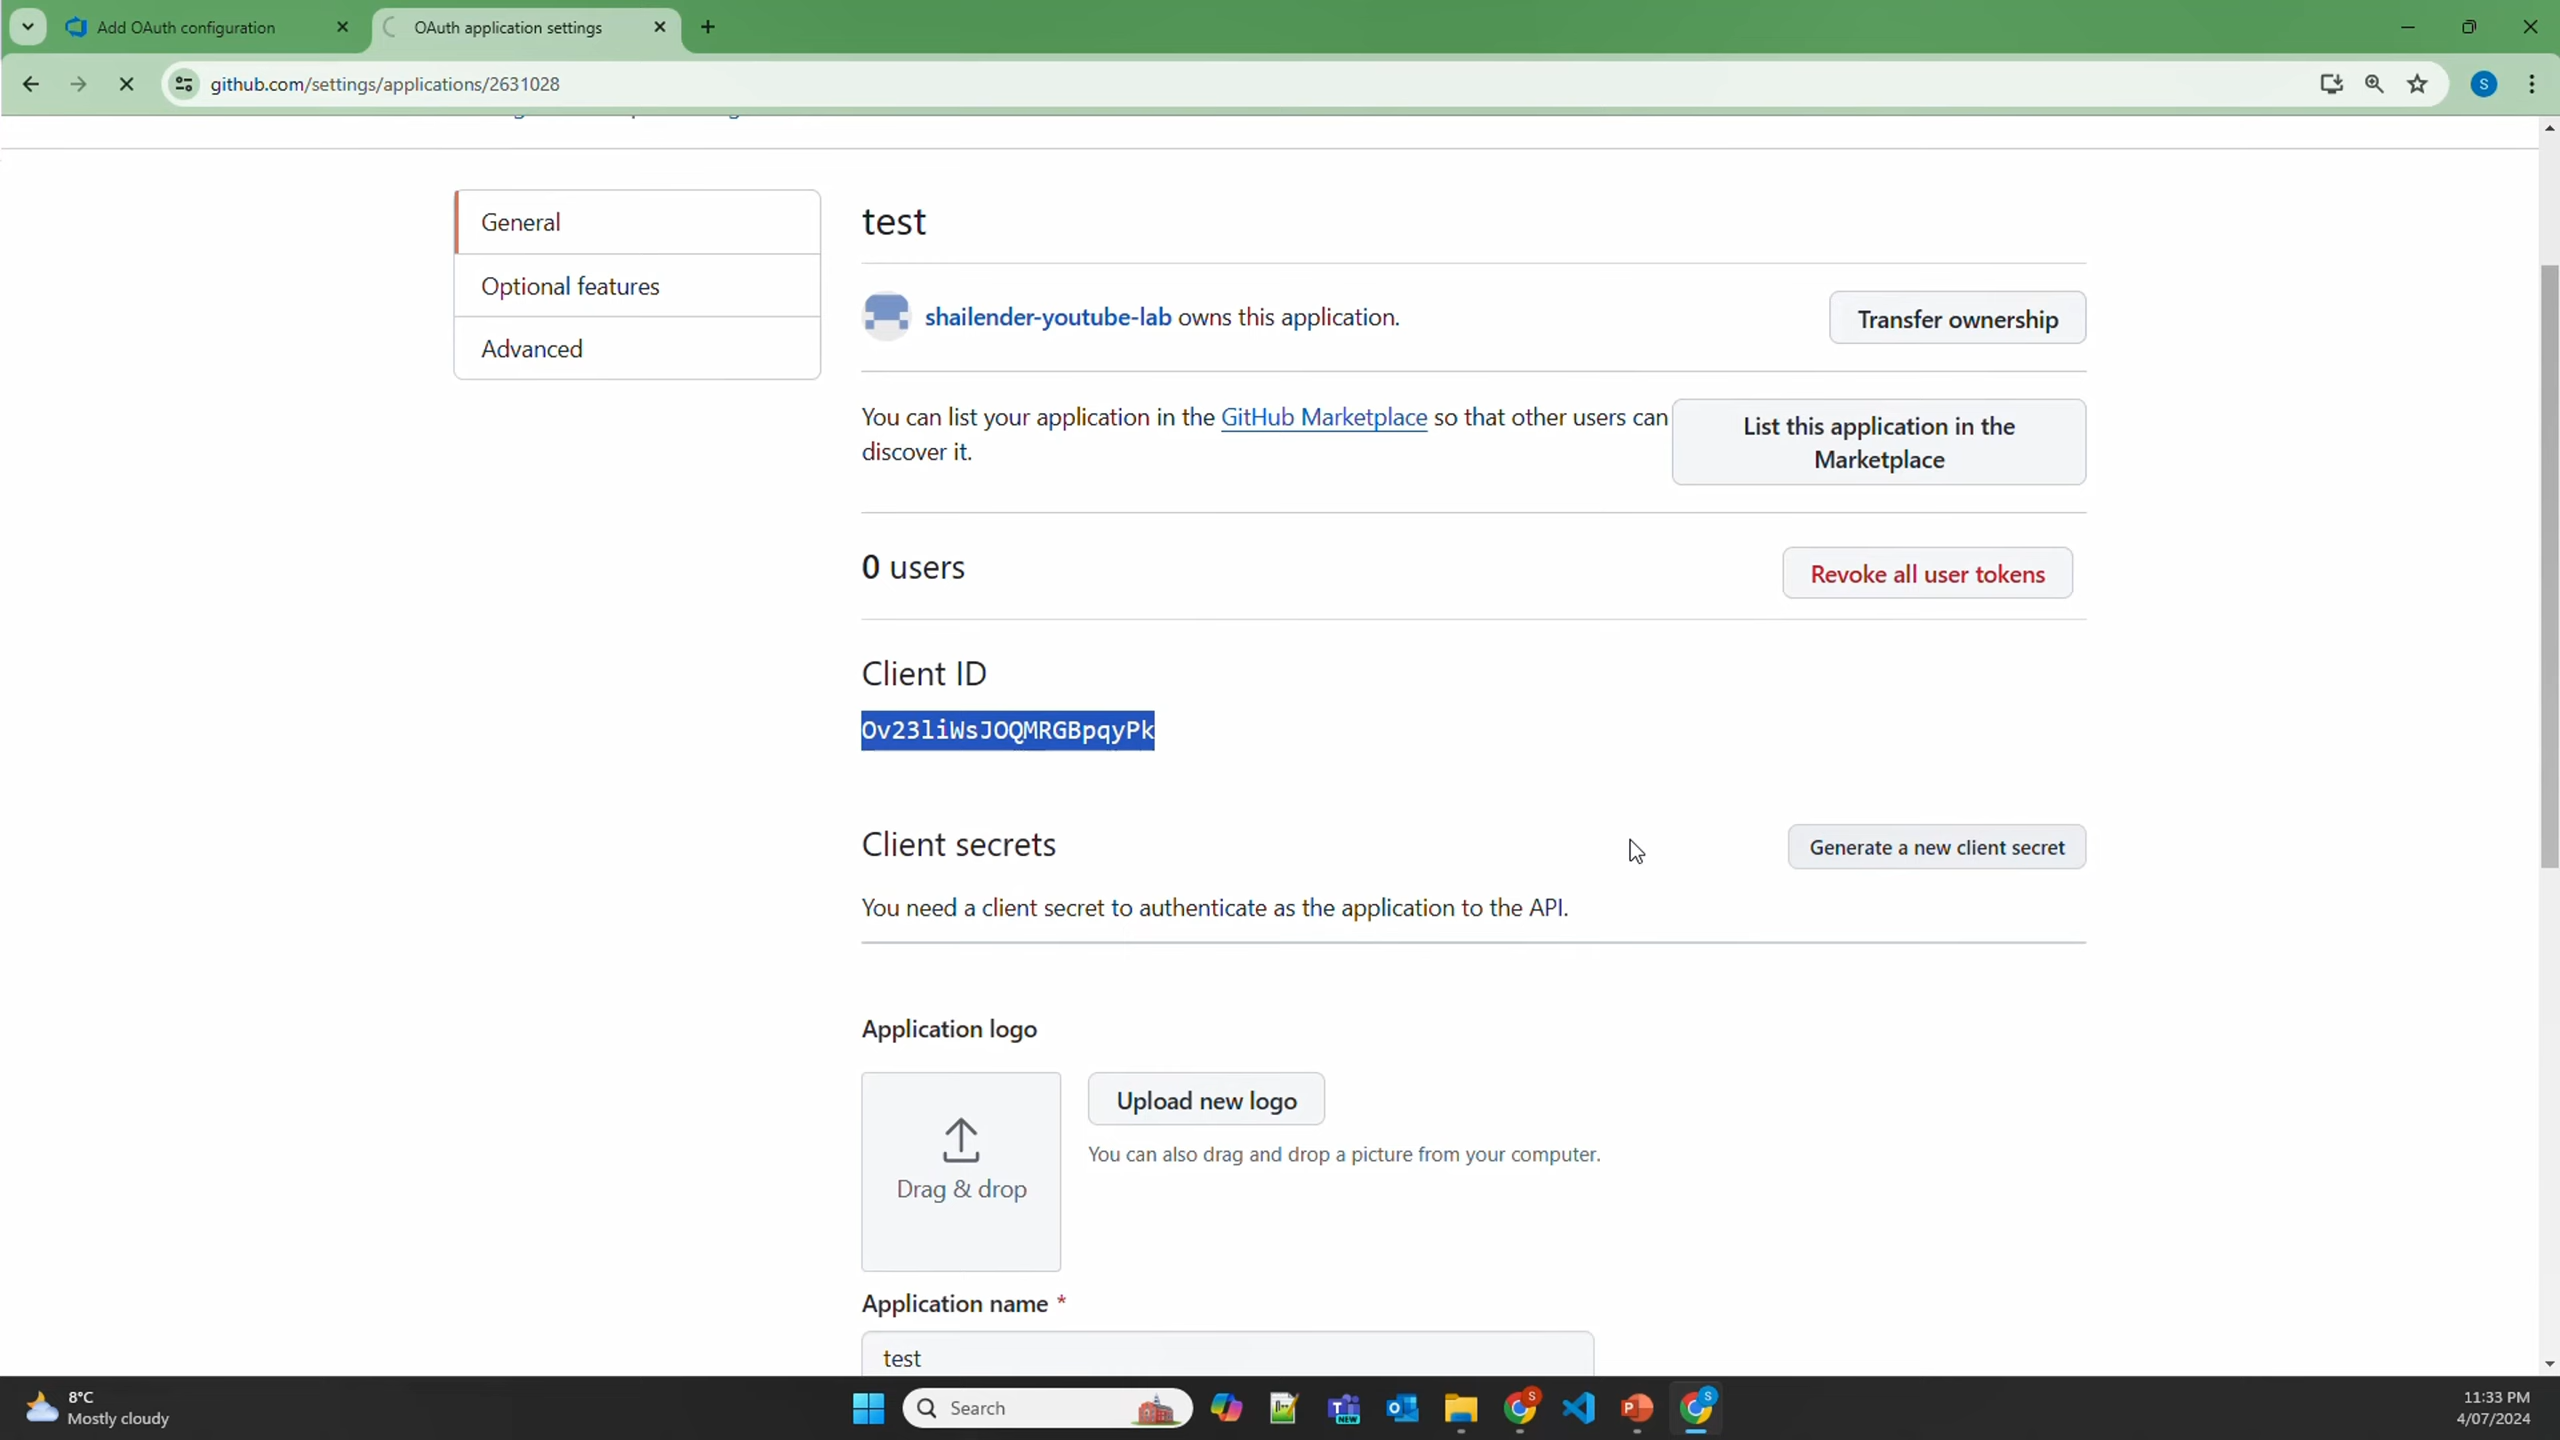 Add OAuth configuration
OAuth application settings
github.com/settings/applications/2631028
S
General
Optional features
Advanced
test
shailender-youtube-lab owns this application.
Transfer ownership
You can list your application in the GitHub Marketplace so that other users can
discover it.
List this application in the
Marketplace
0 users
Revoke all user tokens
Client ID
Ov23liWsJOQMRGBpqyPk
Client secrets
Generate a new client secret
You need a client secret to authenticate as the application to the API.
Application logo
Drag & drop
Upload new logo
You can also drag and drop a picture from your computer.
Application name *
test
8°C
Mostly cloudy
Search
NEW
S
S
11:33 PM
4/07/2024